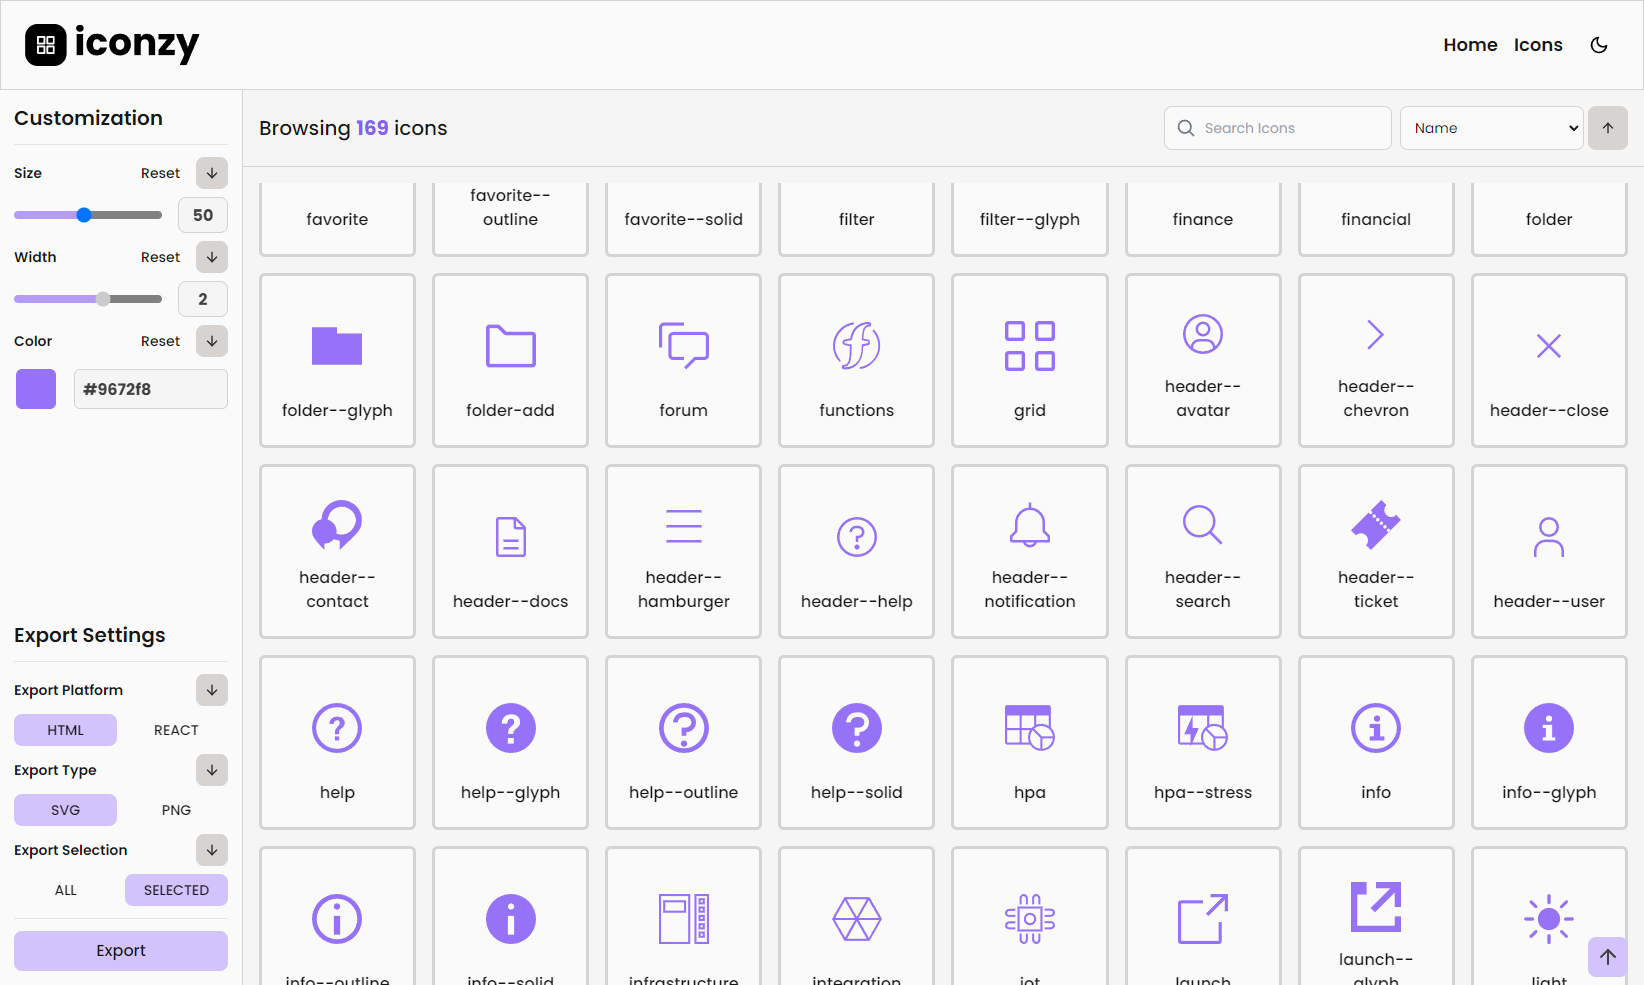 iconzy
Home
Icons
Customization
Size
Reset
50
Width
Reset
2
Color
Reset
#9672f8
Export Settings
Export Platform
HTML
REACT
Export Type
SVG
PNG
Export Selection
ALL
SELECTED
Export
Browsing 169 icons
Search Icons
Name
favorite
favorite--
outline
favorite--solid
filter
filter--glyph
finance
financial
folder
folder--glyph
folder-add
forum
functions
grid
header--
avatar
header--
chevron
header--close
header--
contact
header--docs
header--
hamburger
header--help
header--
notification
header--
search
header--
ticket
header--user
help
help--glyph
help--outline
help--solid
hpa
hpa--stress
info
info--glyph
info--outline
info--solid
infrastructure
integration
iot
launch
launch--
glyph
light